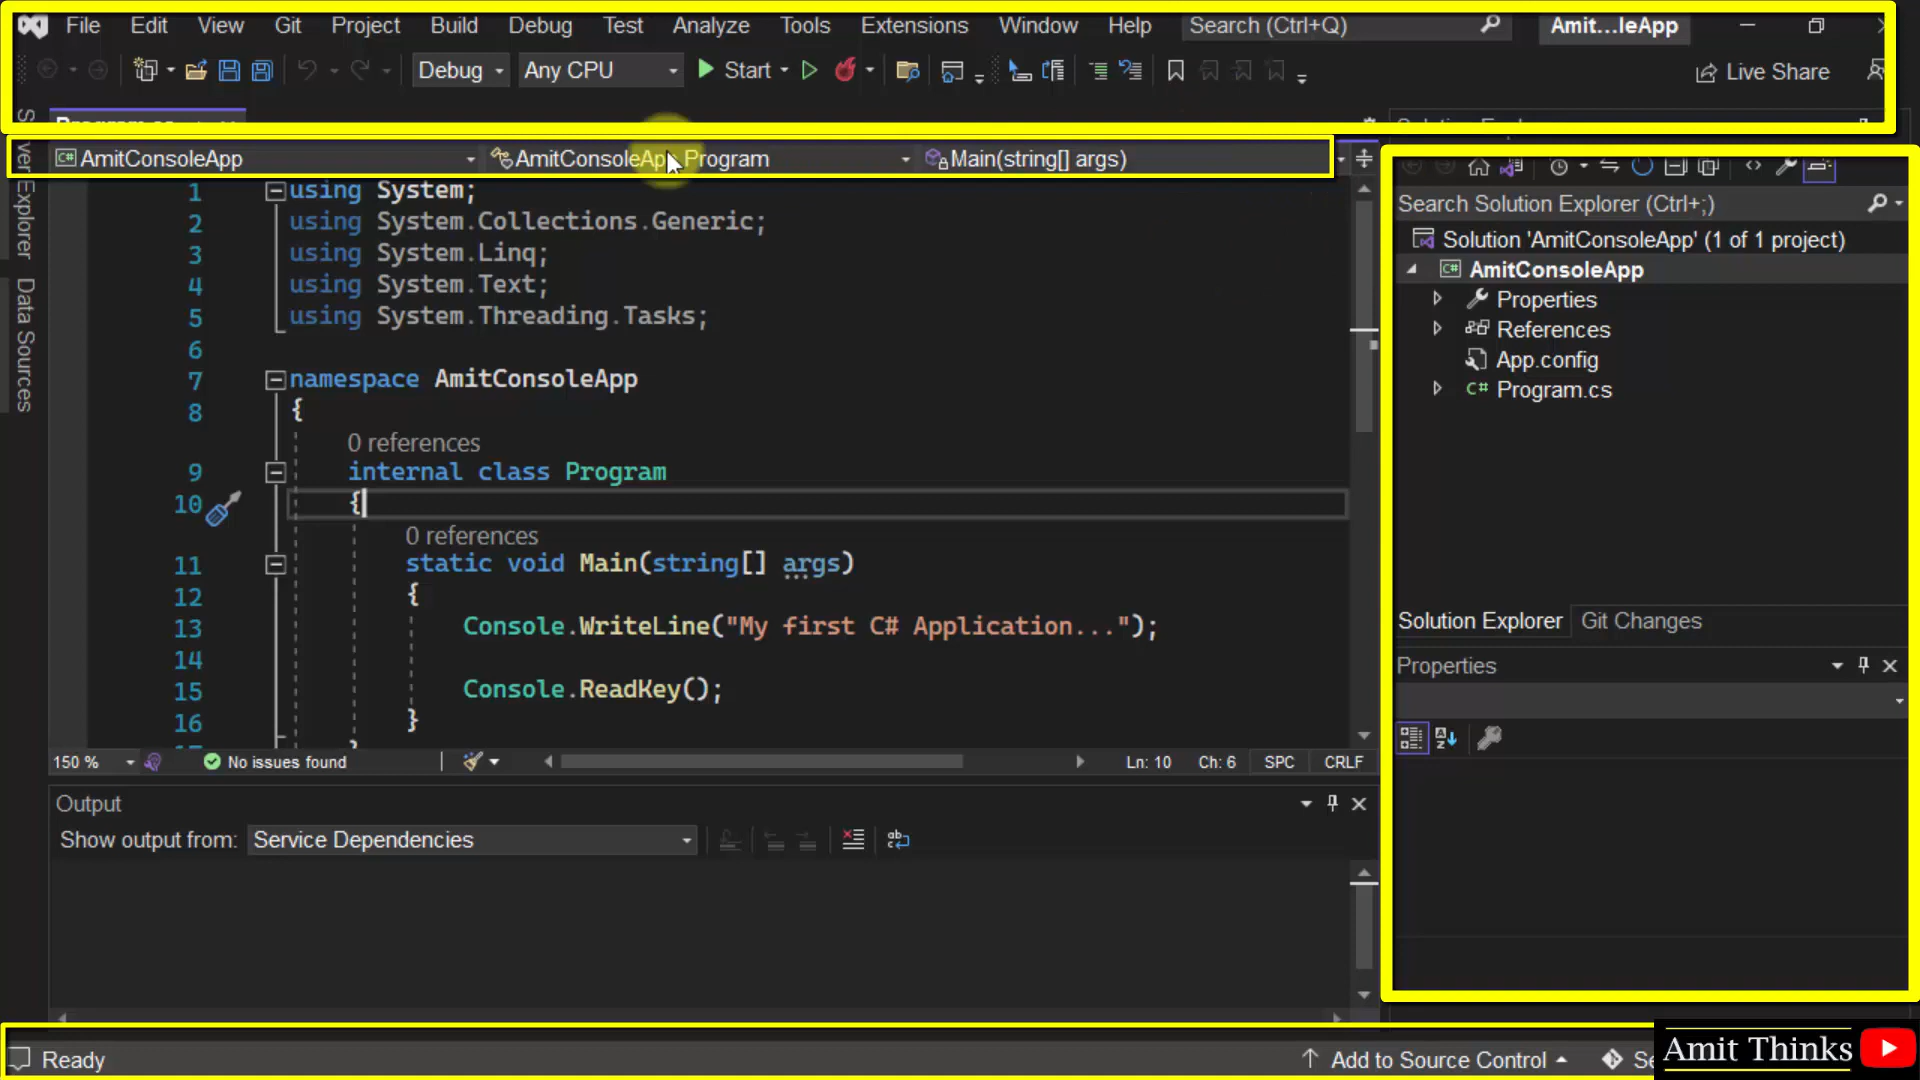 File Edit View Git Project Build Debug Test Analyze Tools Extensions Window Help Search (Ctrl+Q) Amit...leApp
Debug Any CPU Start Live Share
AmitConsoleApp AmitConsoleApp.Program Main(string[] args)
Explorer
Data Sources
1 using System;
2 using System.Collections.Generic;
3 using System.Linq;
4 using System.Text;
5 using System.Threading.Tasks;
6
7 namespace AmitConsoleApp
8 {
0 references
9 internal class Program
10 {
0 references
11 static void Main(string[] args)
12 {
13 Console.WriteLine("My first C# Application...");
14
15 Console.ReadKey();
16 }
150 % No issues found Ln: 10 Ch: 6 SPC CRLF
Output
Show output from: Service Dependencies
Search Solution Explorer (Ctrl+;)
Solution 'AmitConsoleApp' (1 of 1 project)
C# AmitConsoleApp
Properties
References
App.config
C# Program.cs
Solution Explorer Git Changes
Properties
Ready Add to Source Control
Amit Thinks